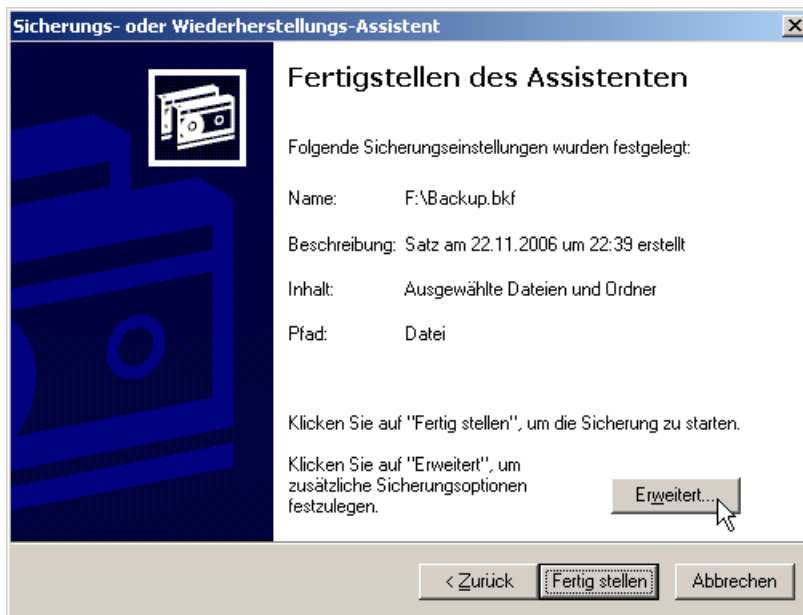 Sicherungs- oder Wiederherstellungs-Assistent
Fertigstellen des Assistenten
Folgende Sicherungseinstellungen wurden festgelegt:
Name: F:\Backup.bkf
Beschreibung: Satz am 22.11.2006 um 22:39 erstellt
Inhalt: Ausgewählte Dateien und Ordner
Pfad: Datei
Klicken Sie auf "Fertig stellen", um die Sicherung zu starten.
Klicken Sie auf "Erweitert", um
zusätzliche Sicherungsoptionen
festzulegen.
Erweitert...
< Zurück Fertig stellen Abbrechen